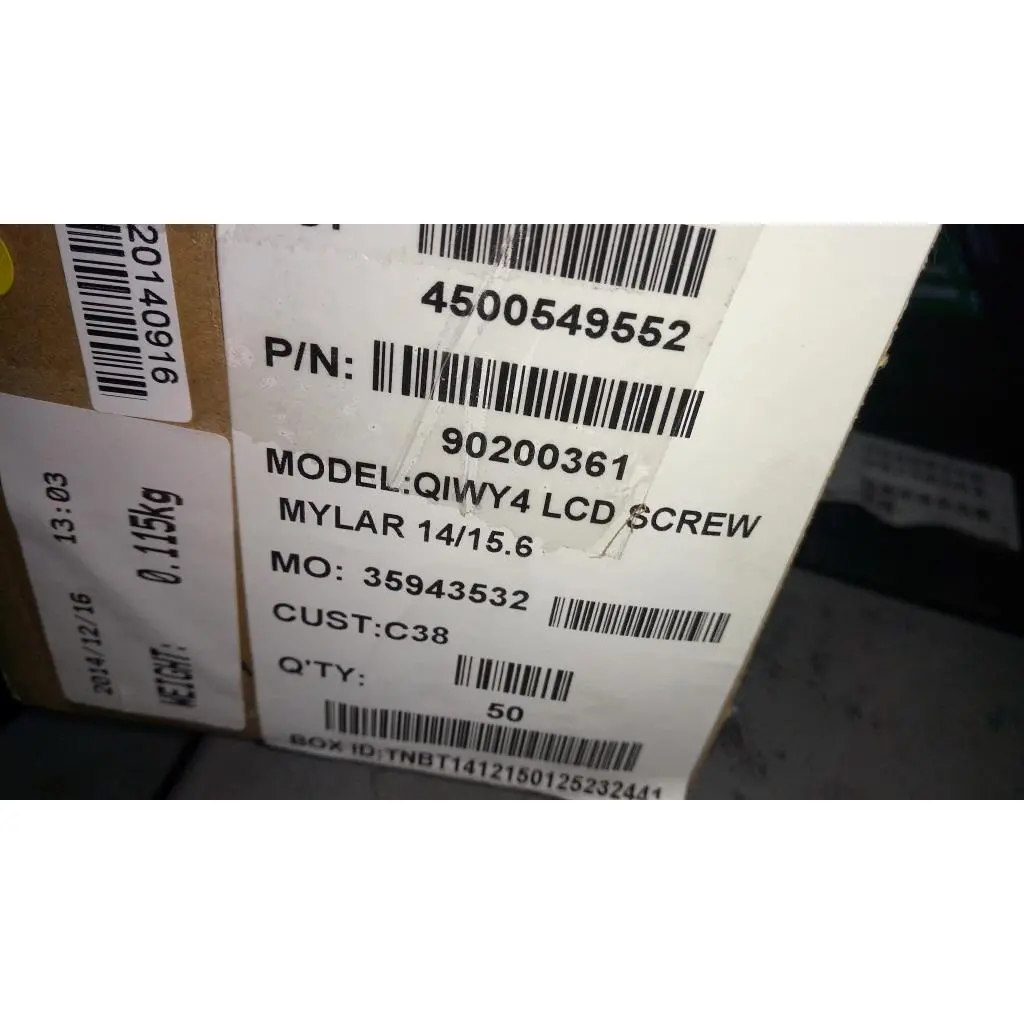 4500549552
P/N:
90200361
MODEL:QIWY4 LCD SCREW
MYLAR 14/15.6
MO: 35943532
CUST:C38
Q'TY:
50
BOX ID:TNBT1412150125232441
20140916
2014/12/16 13:03
WEIGHT: 0.115kg